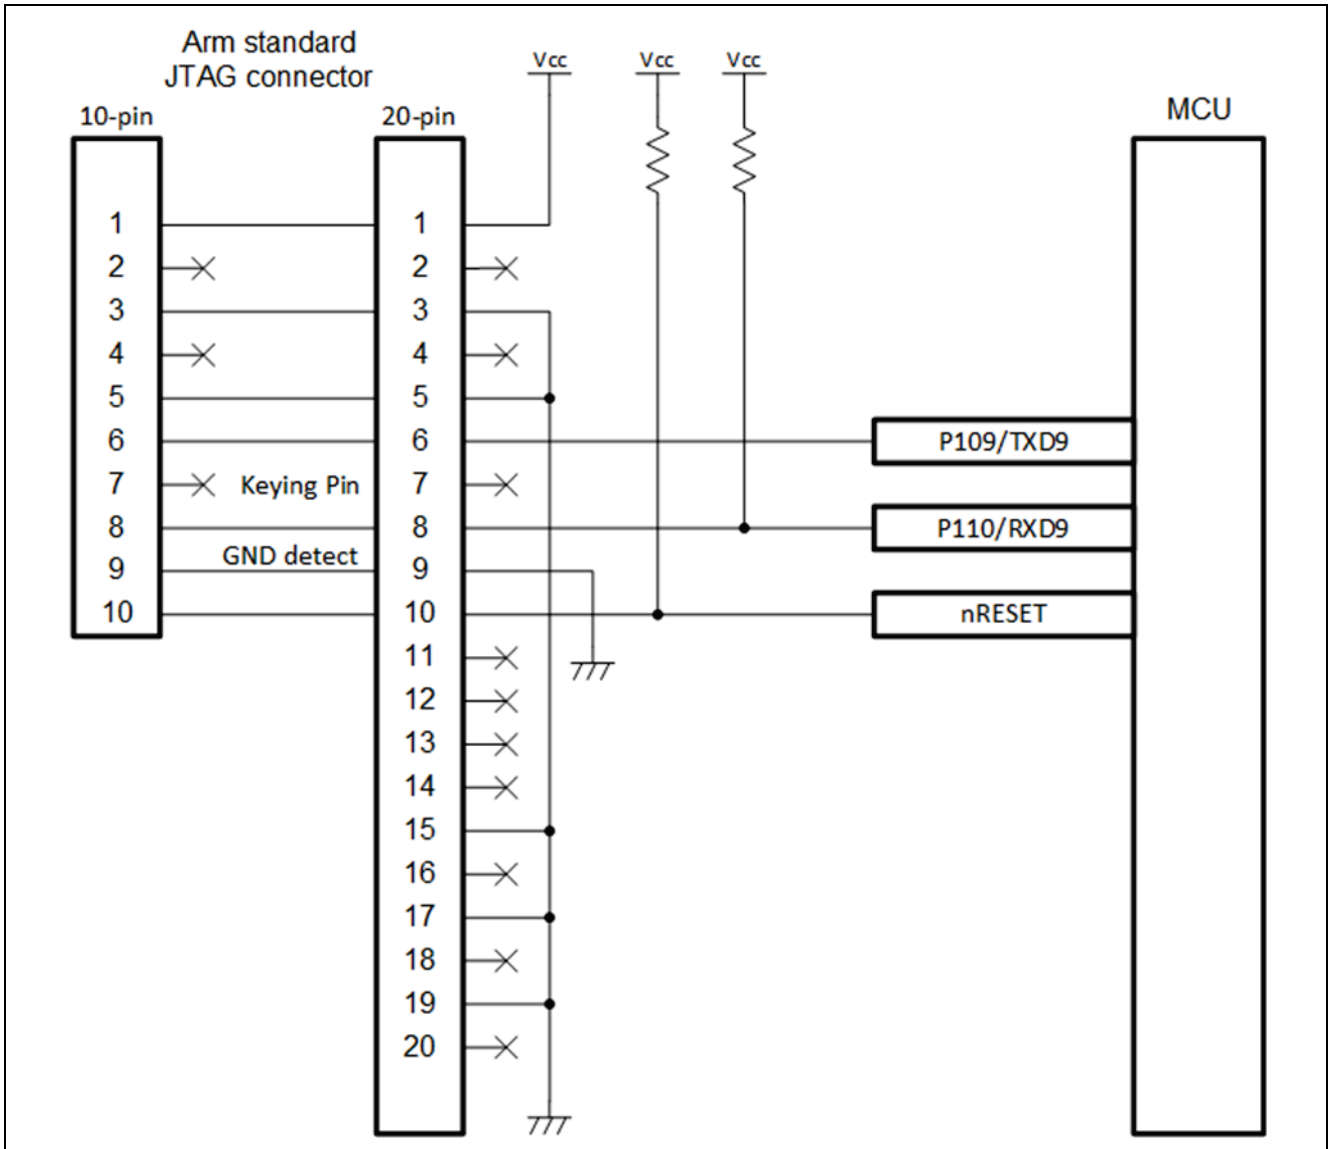 Arm standard
JTAG connector
10-pin
20-pin
Vcc
Vcc
Vcc
MCU
1
1
2
2
3
3
4
4
5
5
6
6
P109/TXD9
7
Keying Pin
7
8
8
P110/RXD9
GND detect
9
9
10
10
nRESET
11
12
13
14
15
16
17
18
19
20